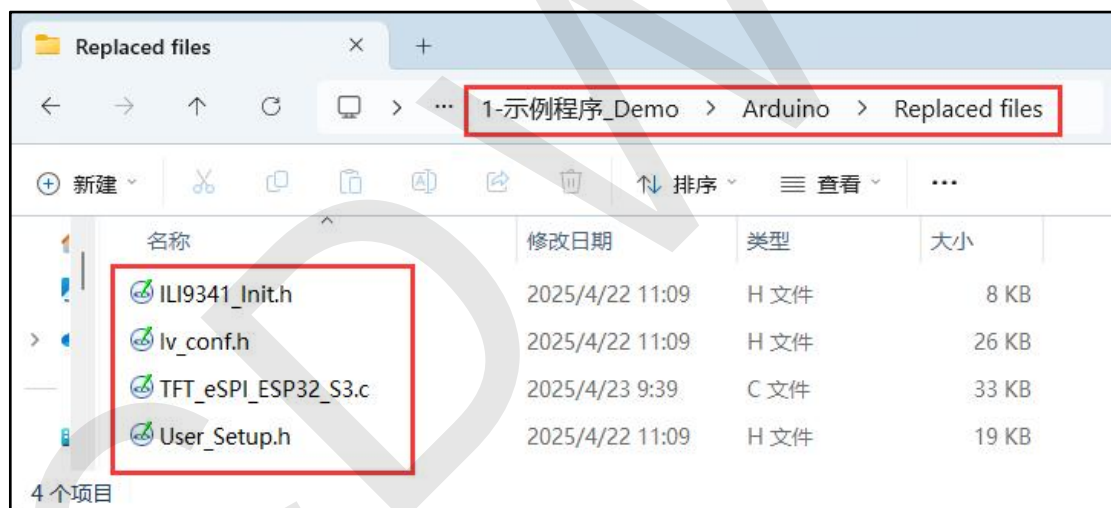 Replaced files
1-示例程序_Demo > Arduino > Replaced files
新建 排序 查看
名称 修改日期 类型 大小
ILI9341_Init.h 2025/4/22 11:09 H 文件 8 KB
lv_conf.h 2025/4/22 11:09 H 文件 26 KB
TFT_eSPI_ESP32_S3.c 2025/4/23 9:39 C 文件 33 KB
User_Setup.h 2025/4/22 11:09 H 文件 19 KB
4 个项目